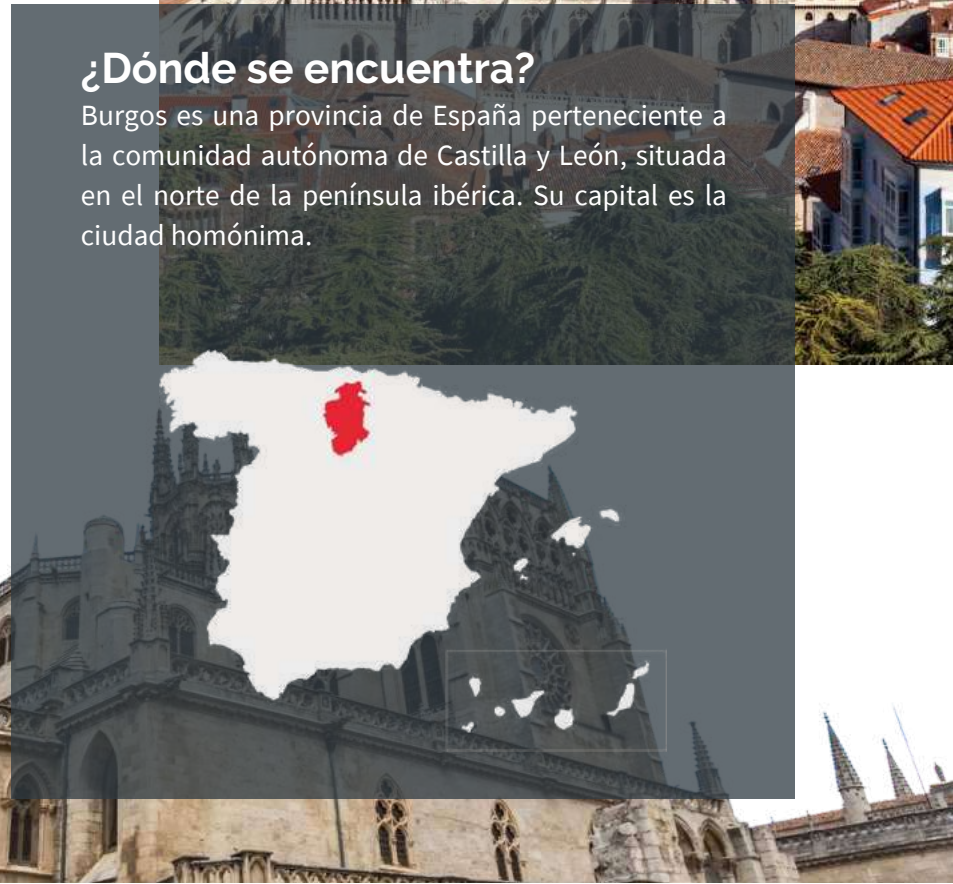 ¿Dónde se encuentra?
Burgos es una provincia de España perteneciente a
la comunidad autónoma de Castilla y León, situada
en el norte de la península ibérica. Su capital es la
ciudad homónima.